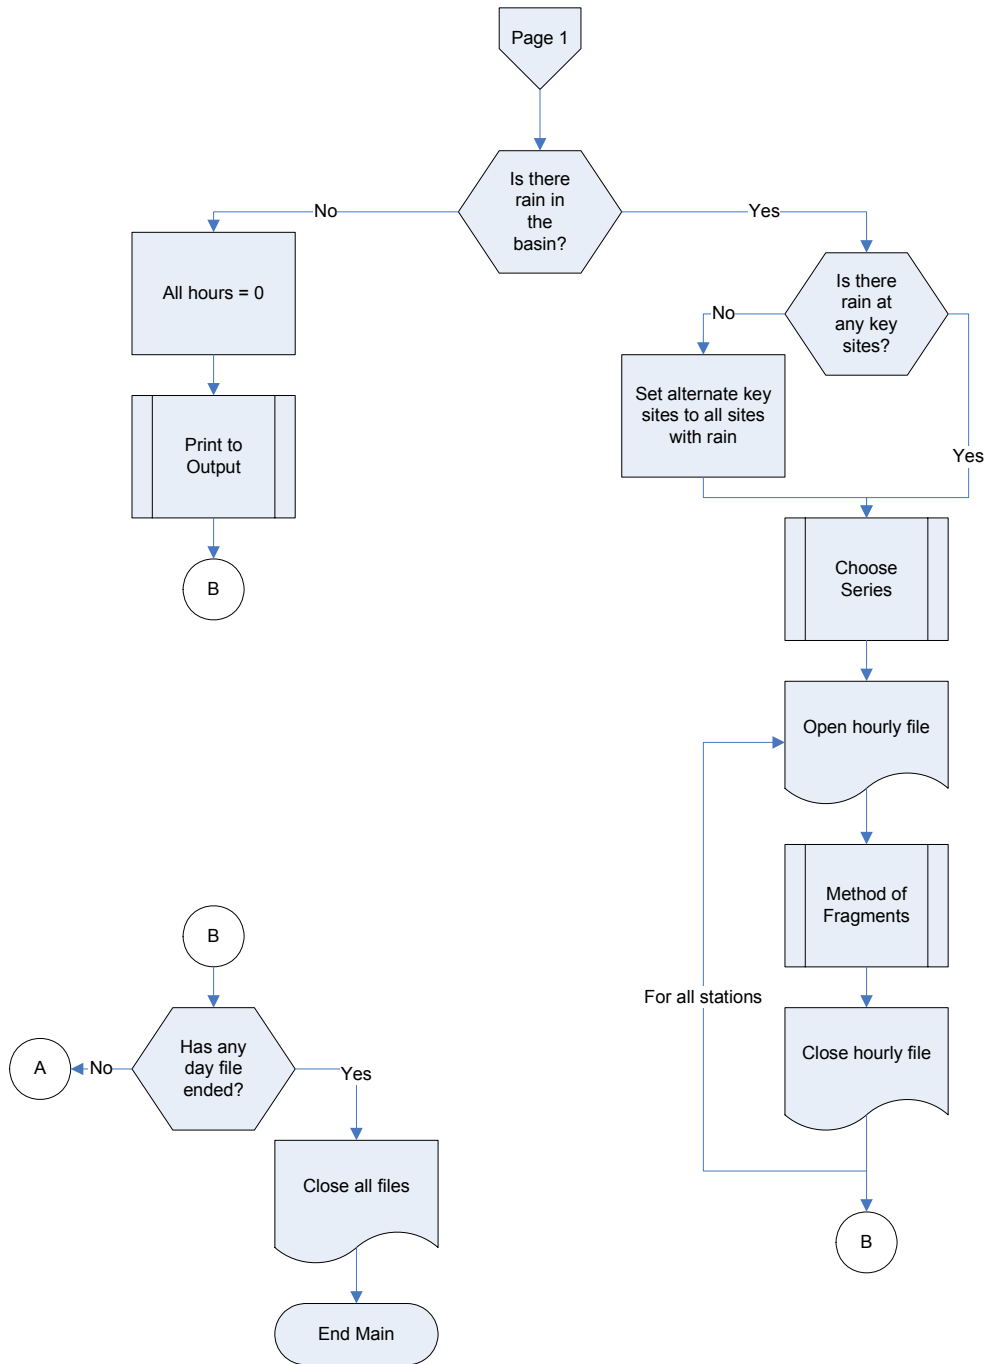 Page 1
Is there
rain in
the
basin?
No
Yes
All hours = 0
Is there
rain at
any key
sites?
No
Set alternate key
sites to all sites
with rain
Yes
Print to
Output
B
Choose
Series
Open hourly file
Method of
Fragments
For all stations
Close hourly file
B
B
Has any
day file
ended?
No
A
Yes
Close all files
End Main